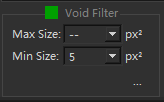 Void Filter
Max Size: -- px²
Min Size: 5 px²
...